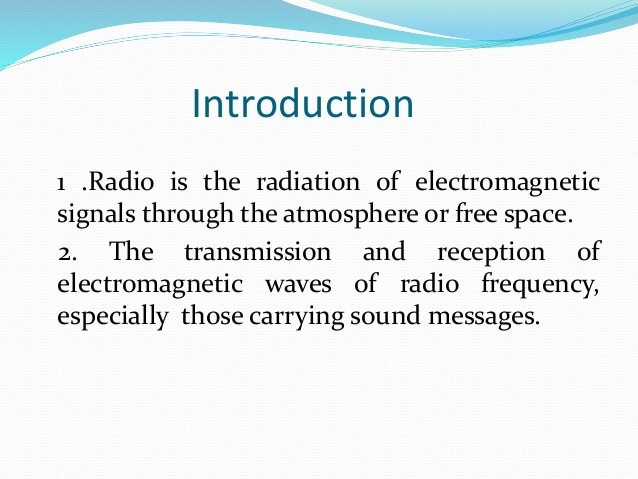 Introduction
1 .Radio is the radiation of electromagnetic
signals through the atmosphere or free space.
2. The transmission and reception of
electromagnetic waves of radio frequency,
especially those carrying sound messages.